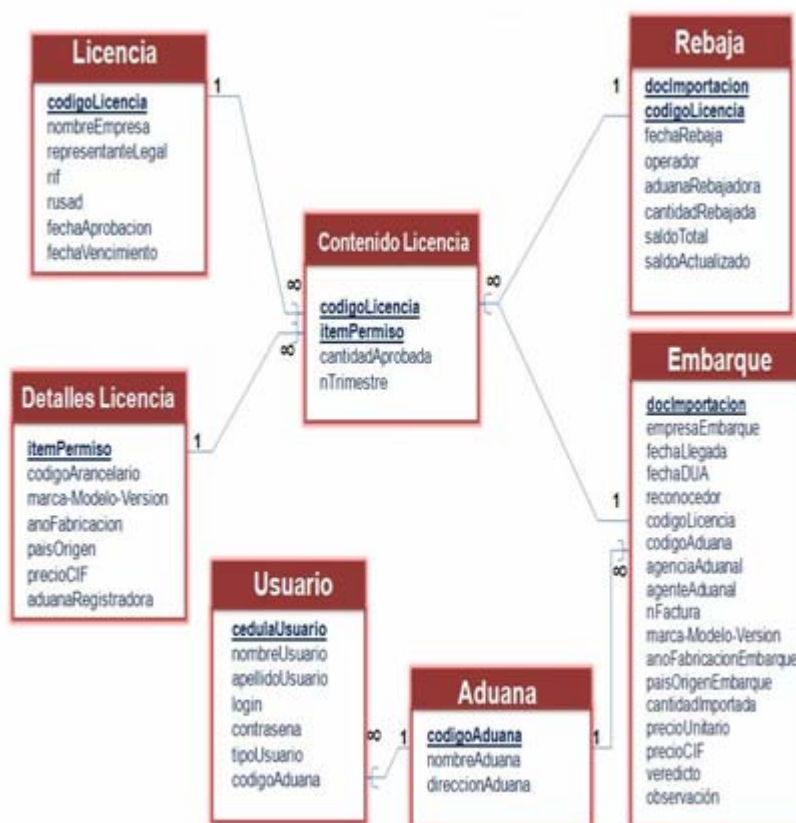 Licencia
codigoLicencia
nombreEmpresa
representanteLegal
rif
rusad
fechaAprobacion
fechaVencimiento
1
∞
Rebaja
docImportacion
codigoLicencia
fechaRebaja
operador
aduanaRebajadora
cantidadRebajada
saldoTotal
saldoActualizado
1
Contenido Licencia
codigoLicencia
itemPermiso
cantidadAprobada
nTrimestre
∞
∞
Detalles Licencia
itemPermiso
codigoArancelario
marca-Modelo-Version
anoFabricacion
paisOrigen
precioCIF
aduanaRegistradora
1
Embarque
docImportacion
empresaEmbarque
fechaLlegada
fechaDUA
reconocedor
codigoLicencia
codigoAduana
agenciaAduanal
agenteAduanal
nFactura
marca-Modelo-Version
anoFabricacionEmbarque
paisOrigenEmbarque
cantidadImportada
precioUnitario
precioCIF
veredicto
observación
1
∞
Usuario
cedulaUsuario
nombreUsuario
apellidoUsuario
login
contrasena
tipoUsuario
codigoAduana
∞
1
Aduana
codigoAduana
nombreAduana
direccionAduana
1